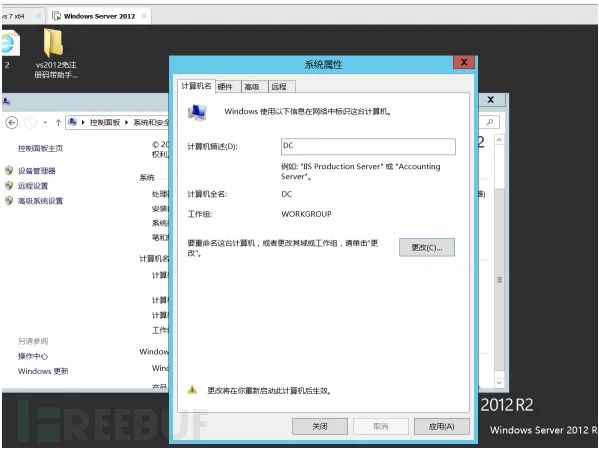 vs 7 x64
Windows Server 2012
2
vs2012免注
册码带助手...
系统属性
计算机名
硬件
高级
远程
Windows 使用以下信息在网络中标识这台计算机。
计算机描述(D):
DC
例如: "IIS Production Server" 或 "Accounting
Server"。
计算机全名:
DC
工作组:
WORKGROUP
要重命名这台计算机，或者更改其域或工作组，请单击"更
改"。
更改(C)...
更改将在你重新启动此计算机后生效。
关闭
取消
应用(A)
控制面板
系统和安全
控制面板主页
设备管理器
远程设置
高级系统设置
© 20
权利。
系统
处理
安装
系统
笔和
计算机名
计算
计算
计算
工作
Windo
Winc
另请参阅
操作中心
Windows 更新
2012 R2
Windows Server 2012 R
REEBUF